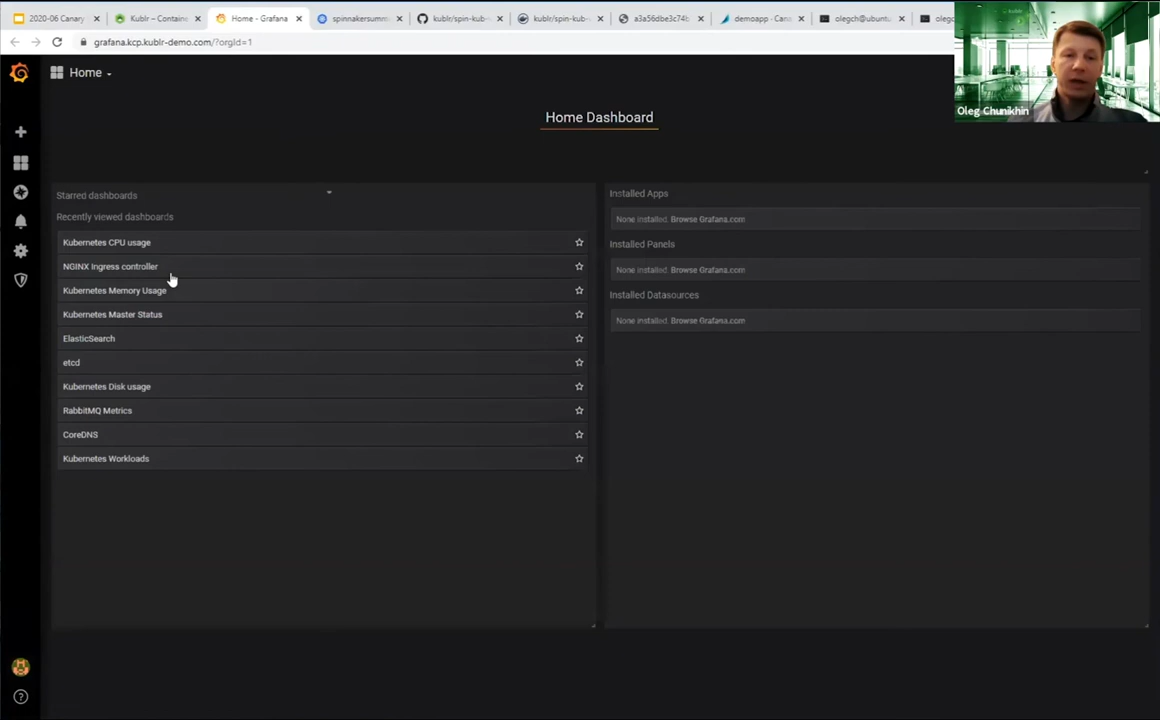 2020-06 Canary
Kublr – Contain
Home - Grafana
spinnakersumm
kublr/spin-kub
kublr/spin-kub
a3a56dbe3c74b
demoapp - Can
olegch@ubuntu
olegc
grafana.kcp.kublr-demo.com/?orgId=1
Oleg Chunikhin
Home
Home Dashboard
Starred dashboards
Recently viewed dashboards
Kubernetes CPU usage
NGINX Ingress controller
Kubernetes Memory Usage
Kubernetes Master Status
ElasticSearch
etcd
Kubernetes Disk usage
RabbitMQ Metrics
CoreDNS
Kubernetes Workloads
Installed Apps
None installed. Browse Grafana.com
Installed Panels
None installed. Browse Grafana.com
Installed Datasources
None installed. Browse Grafana.com